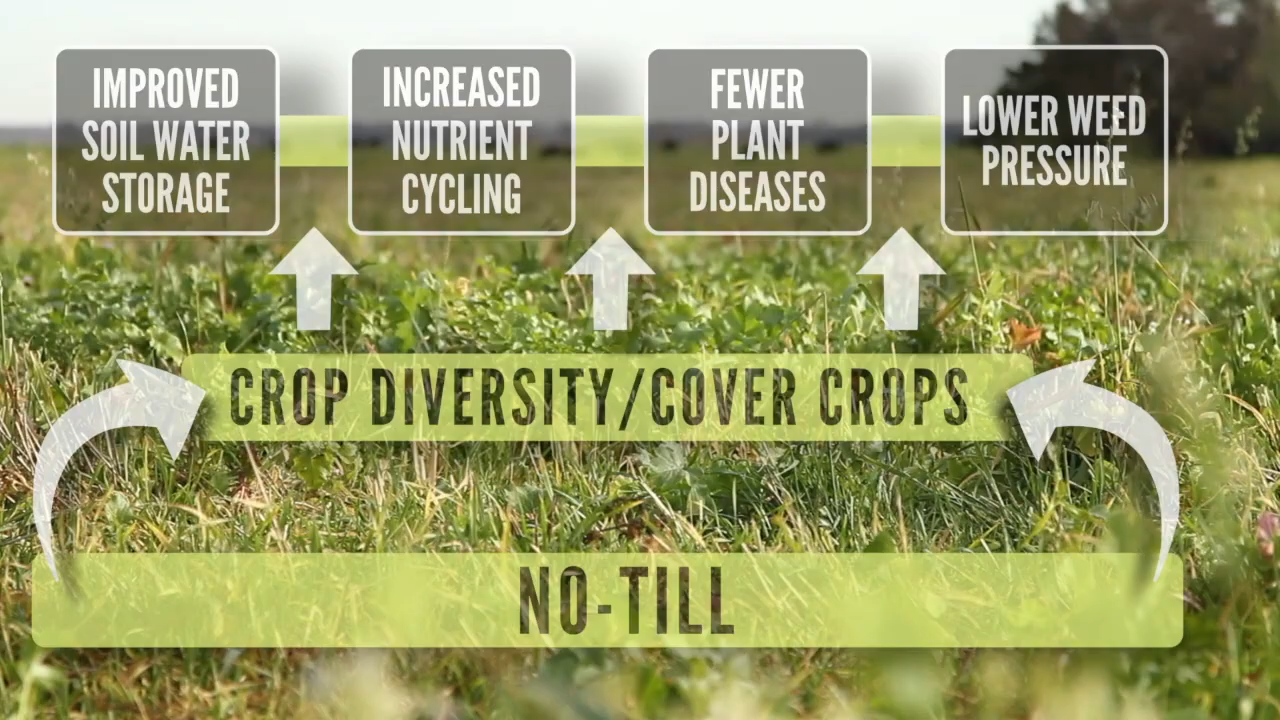 IMPROVED
SOIL WATER
STORAGE
INCREASED
NUTRIENT
CYCLING
FEWER
PLANT
DISEASES
LOWER WEED
PRESSURE
CROP DIVERSITY/COVER CROPS
NO-TILL